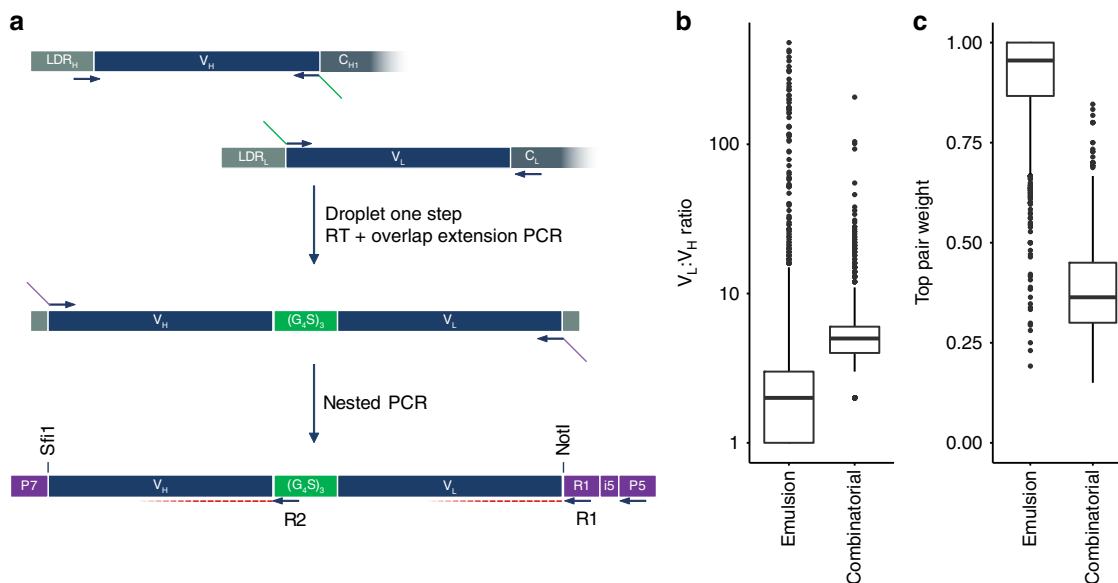 a
LDR_H
V_H
C_H1
LDR_L
V_L
C_L
Droplet one step
RT + overlap extension PCR
V_H
(G_4S)_3
V_L
Nested PCR
Sfi1
NotI
P7
V_H
(G_4S)_3
V_L
R1
i5
P5
R2
R1
b
V_L:V_H ratio
100
10
1
Emulsion
Combinatorial
c
Top pair weight
1.00
0.75
0.50
0.25
0.00
Emulsion
Combinatorial